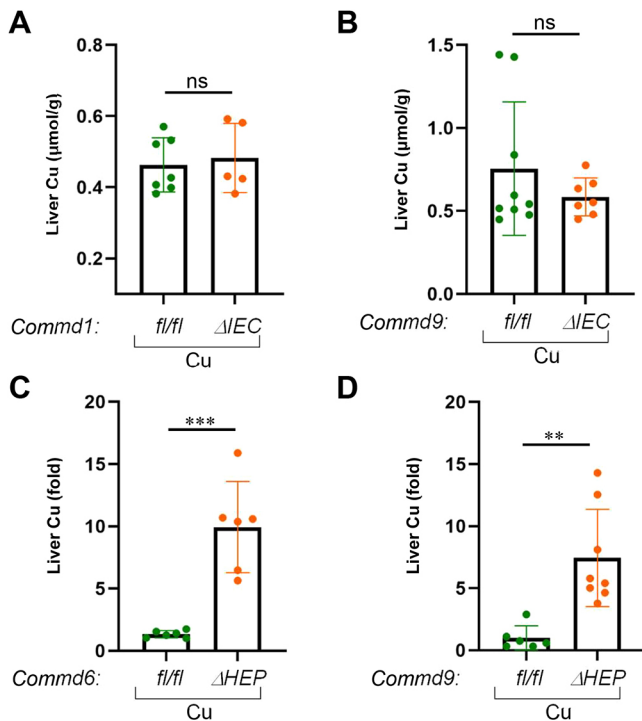 A
ns
Liver Cu (μmol/g)
0.8
0.6
0.4
0.2
Commd1: fl/fl ΔIEC
Cu
B
ns
Liver Cu (μmol/g)
1.5
1.0
0.5
0.0
Commd9: fl/fl ΔIEC
Cu
C
***
Liver Cu (fold)
20
15
10
5
0
Commd6: fl/fl ΔHEP
Cu
D
**
Liver Cu (fold)
20
15
10
5
0
Commd9: fl/fl ΔHEP
Cu